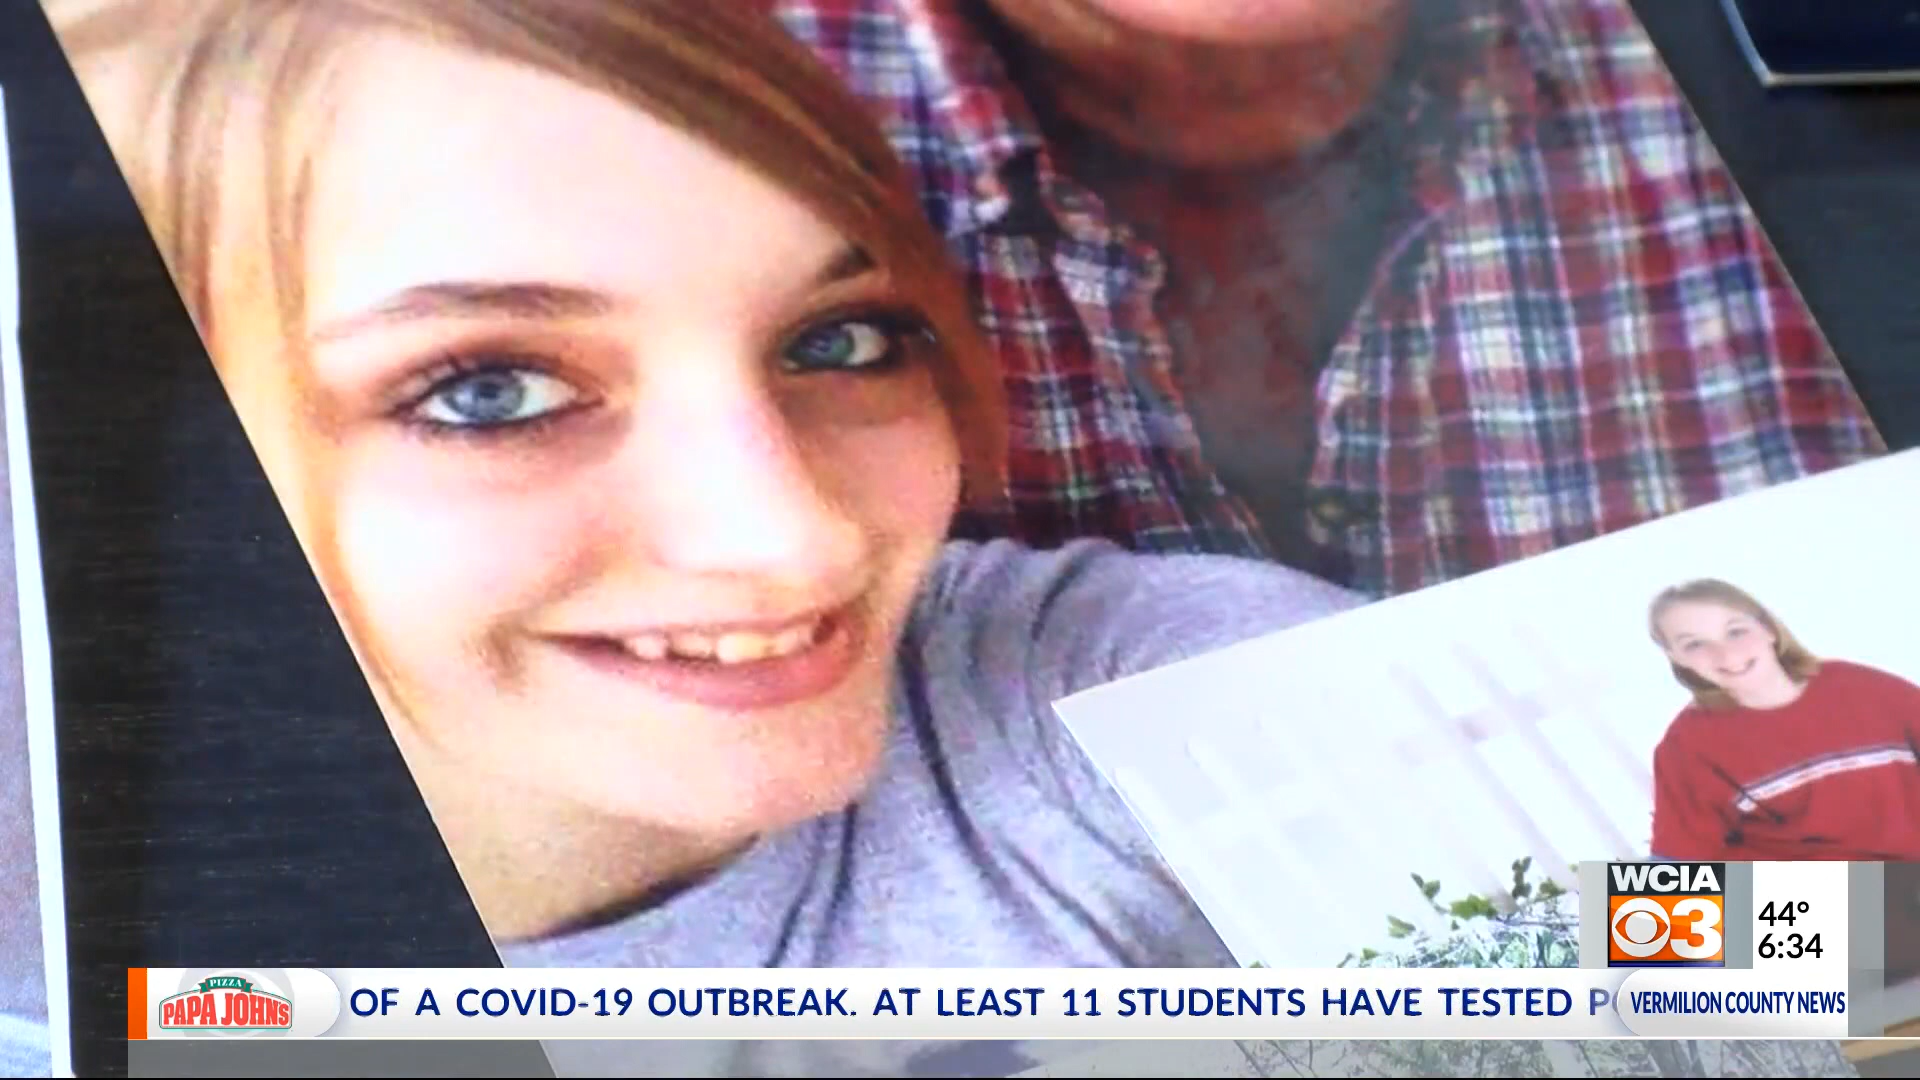 WCIA
3
44°
6:34
PIZZA
PAPA JOHNS
OF A COVID-19 OUTBREAK. AT LEAST 11 STUDENTS HAVE TESTED
VERMILION COUNTY NEWS